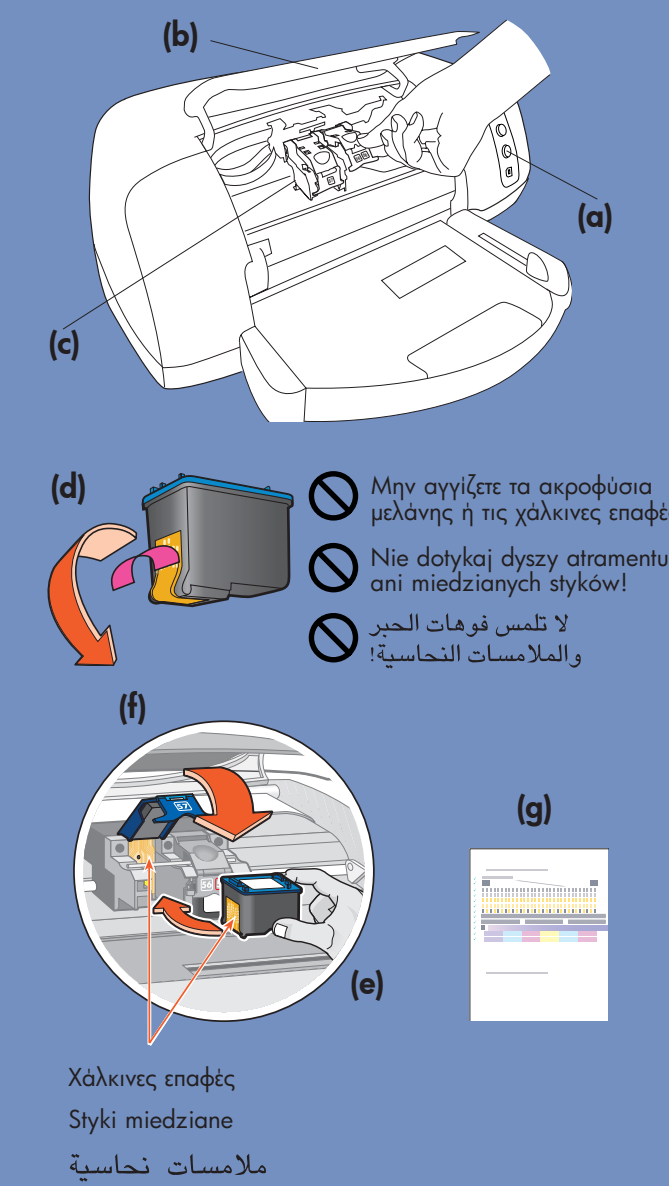 (b)
(a)
(c)
(d)
Μην αγγίζετε τα ακροφύσια
μελάνης ή τις χάλκινες
Nie dotykaj dyszy atramentu
ani miedzianych styków!
لا تلمس فوهات الحبر
والملامسات النحاسية!
(f)
57
56
(e)
(g)
Χάλκινες επαφές
Styki miedziane
ملامسات نحاسية